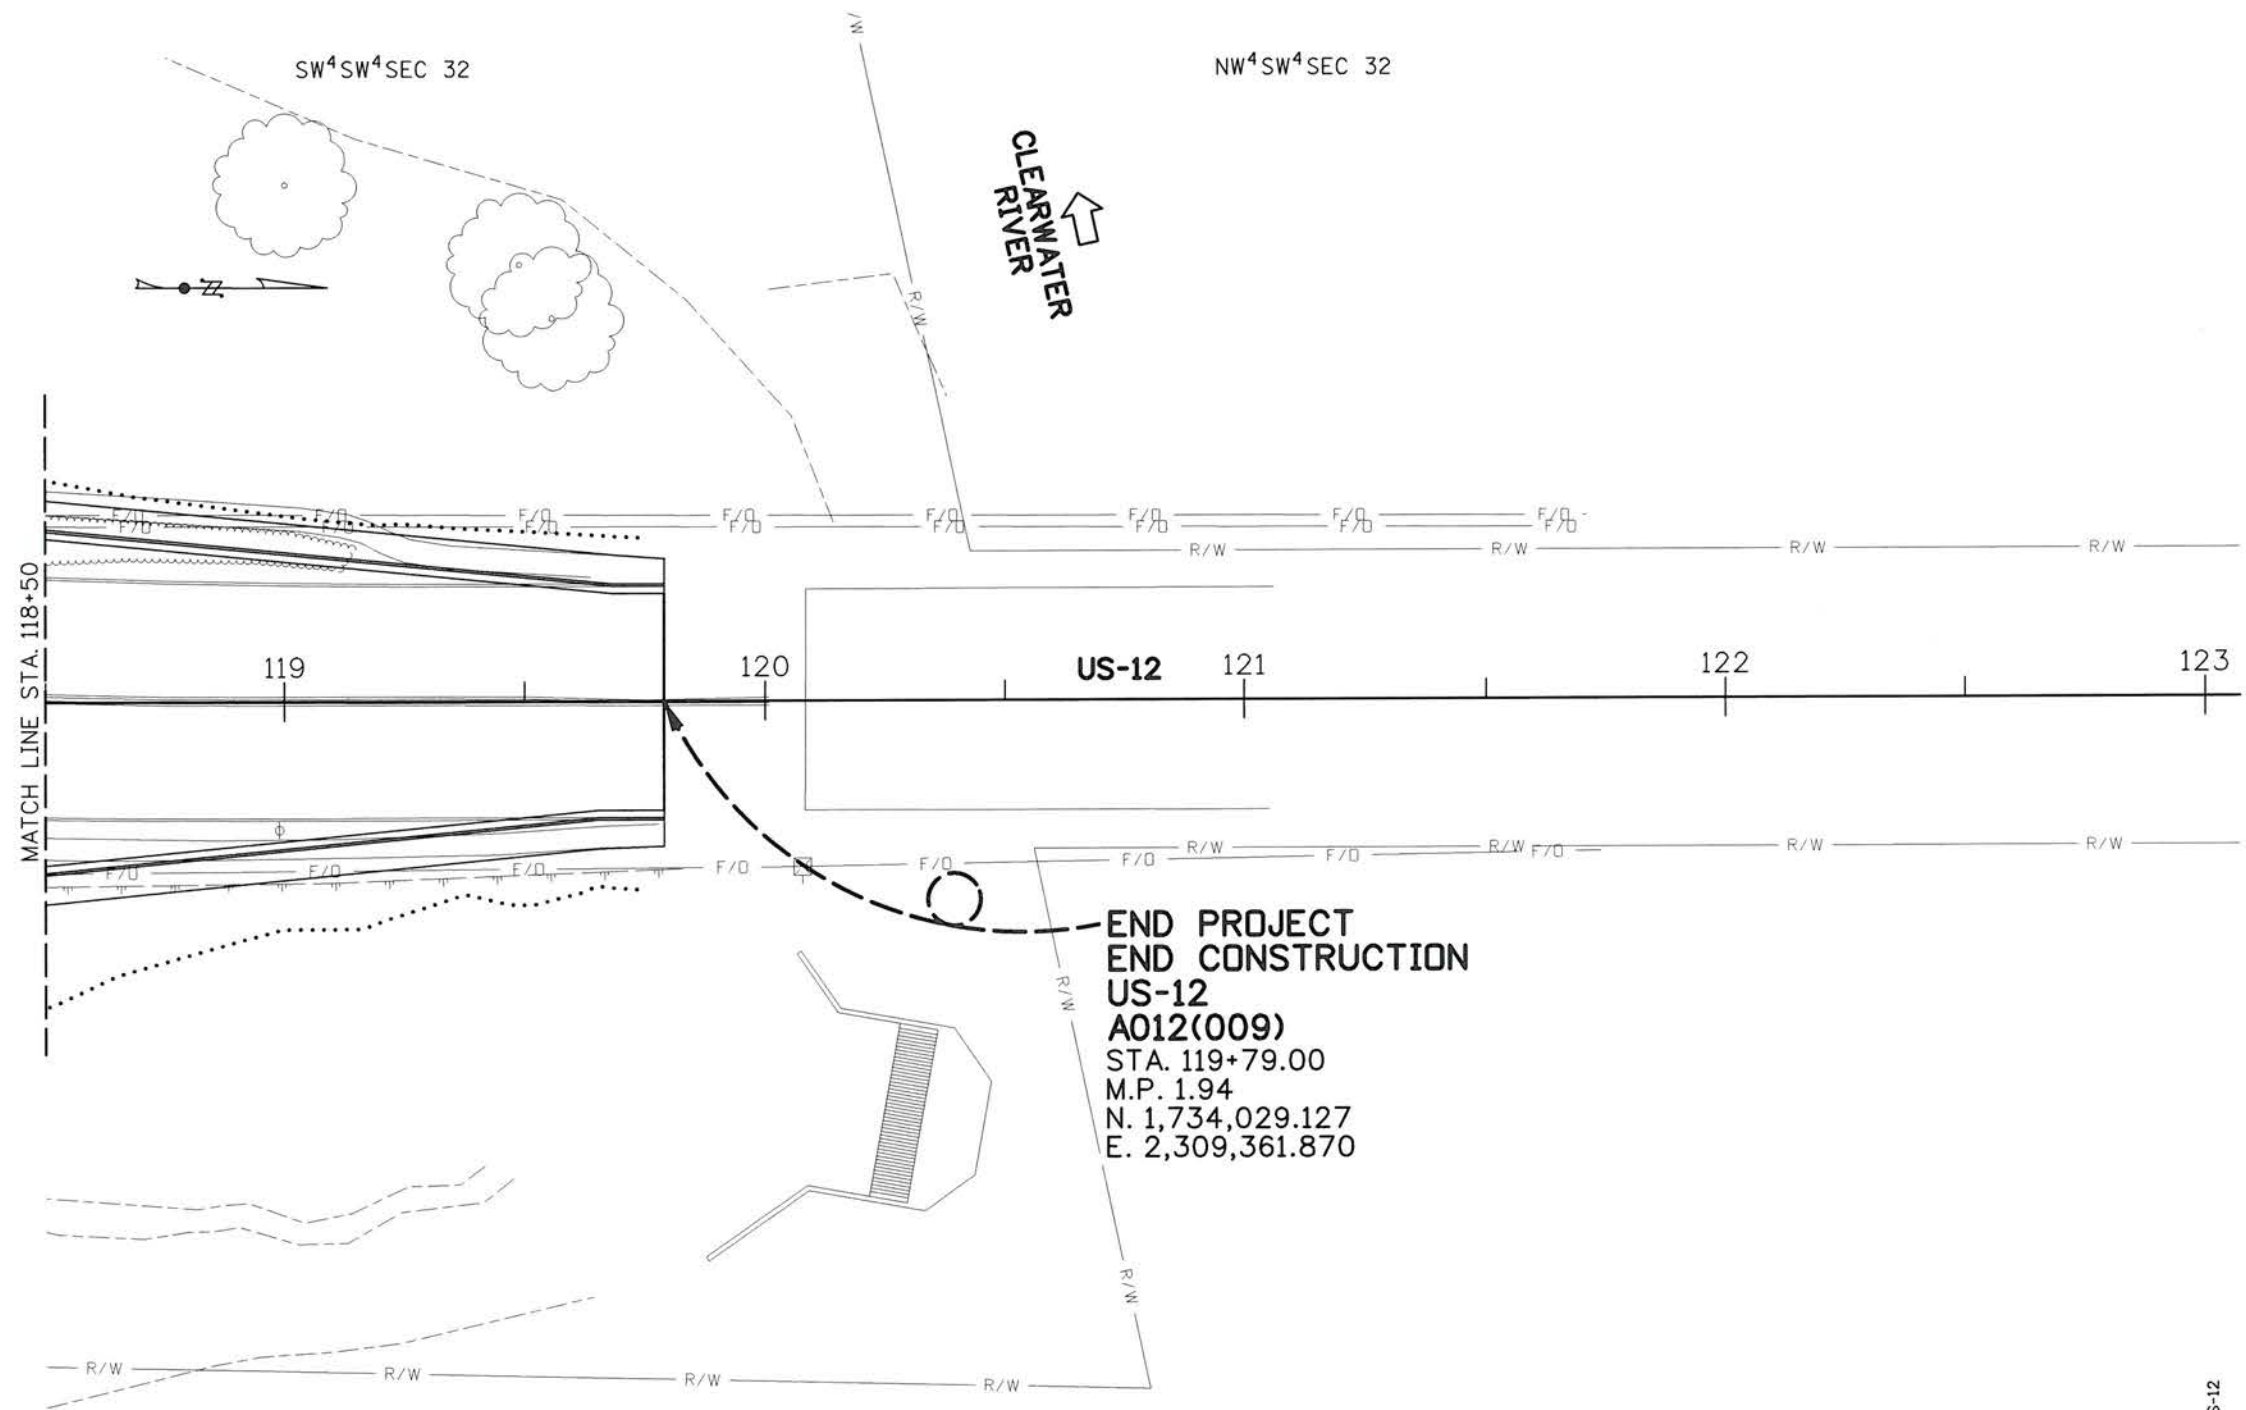 /W
SW⁴SW⁴SEC 32
NW⁴SW⁴SEC 32
CLEARWATER
RIVER
Z
R/W
F/O F/O F/O F/O F/O F/O F/O F/O
F/O F/O F/O F/O F/O F/O F/O F/O
R/W R/W R/W R/W
MATCH LINE STA. 118+50
119 120 US-12 121 122 123
R/W R/W R/W R/W
F/O F/O F/O F/O F/O F/O F/O F/O
END PROJECT
END CONSTRUCTION
US-12
A012(009)
STA. 119+79.00
M.P. 1.94
N. 1,734,029.127
E. 2,309,361.870
R/W
R/W
R/W R/W R/W R/W
S-12